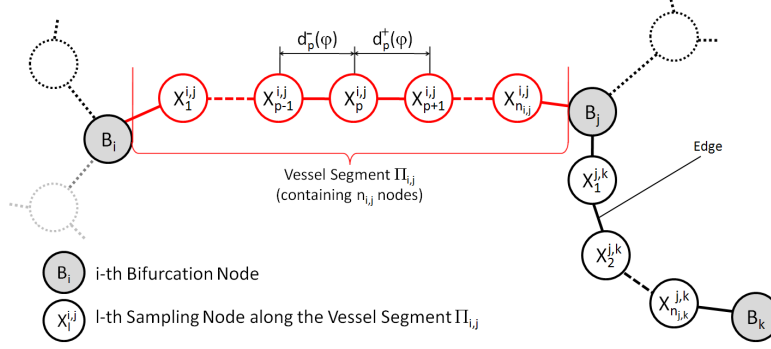 d⁻ₚ(φ) d⁺ₚ(φ)
X₁^{i,j} X_{p-1}^{i,j} X_p^{i,j} X_{p+1}^{i,j} X_{n_{i,j}}^{i,j}
B_i B_j
Vessel Segment Π_{i,j}
(containing n_{i,j} nodes)
Edge
X₁^{j,k}
X₂^{j,k}
B_i i-th Bifurcation Node
X_{n_{j,k}}^{j,k} B_k
X_l^{i,j} l-th Sampling Node along the Vessel Segment Π_{i,j}